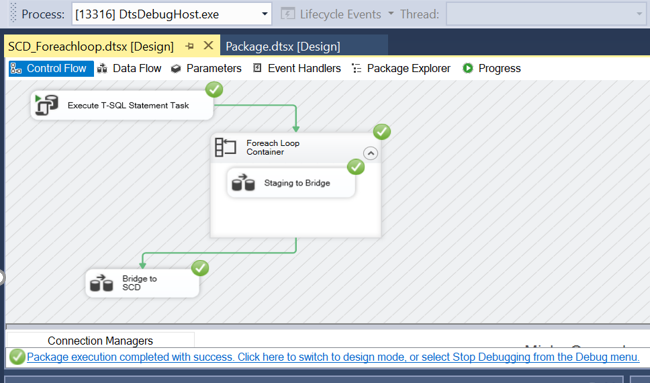 Process: [13316] DtsDebugHost.exe Lifecycle Events Thread:
SCD_Foreachloop.dtsx [Design] Package.dtsx [Design]
Control Flow Data Flow Parameters Event Handlers Package Explorer Progress
Execute T-SQL Statement Task
Foreach Loop
Container
Staging to Bridge
Bridge to
SCD
Connection Managers
Package execution completed with success. Click here to switch to design mode, or select Stop Debugging from the Debug menu.